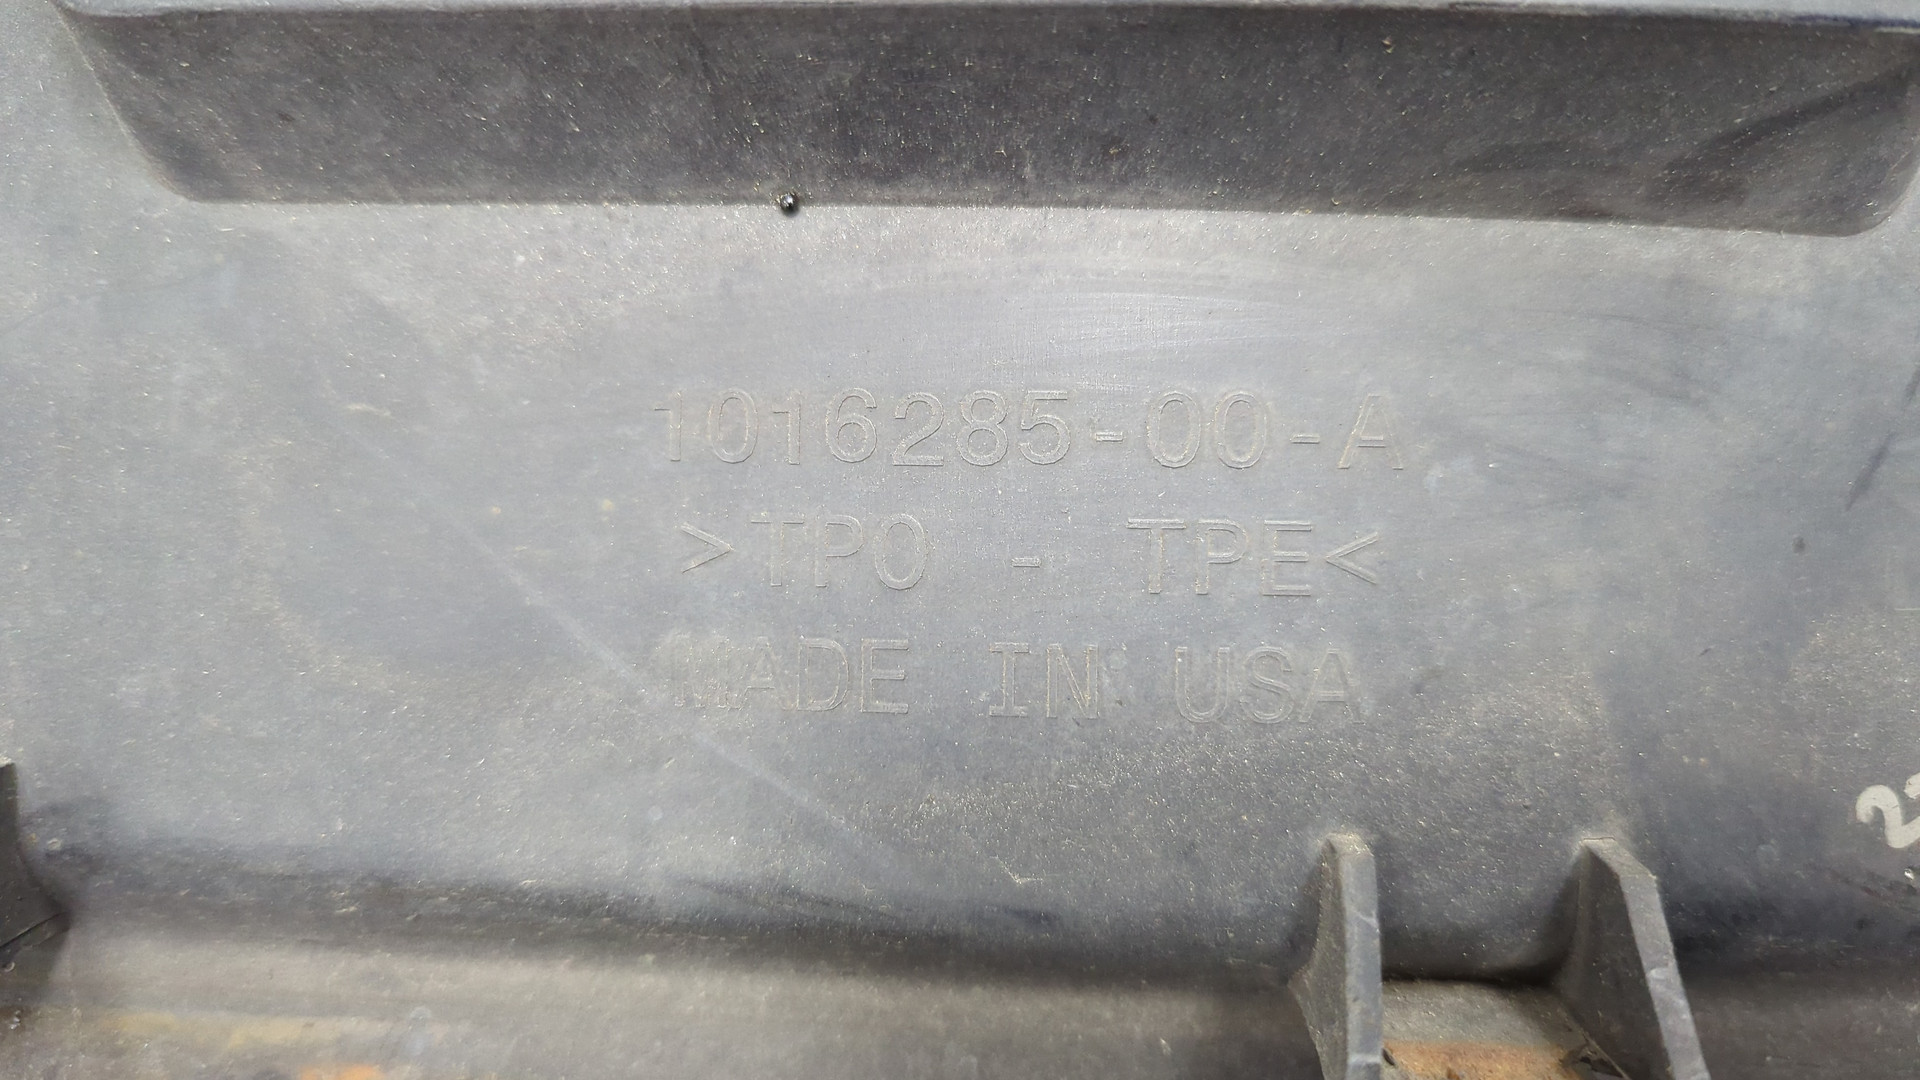 1016285-00-A
>TPO - TPE<
MADE IN USA